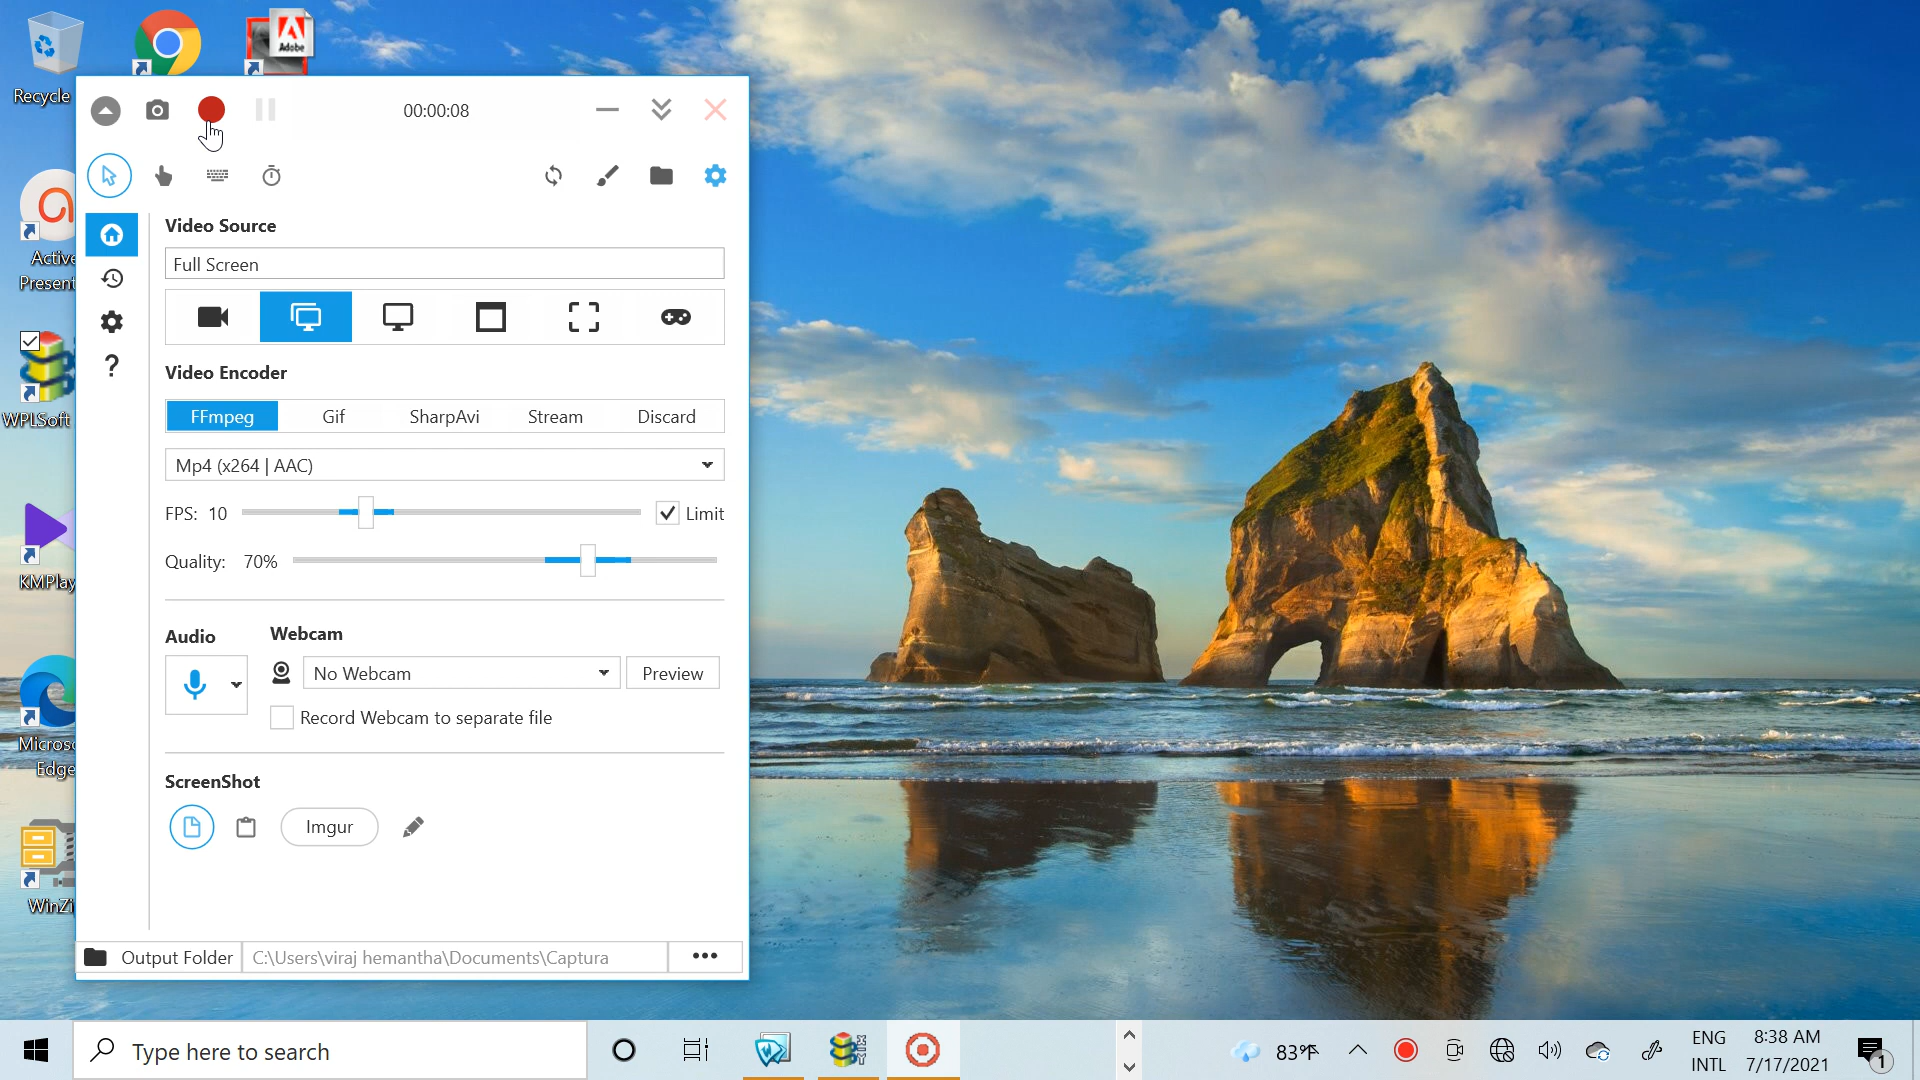 Adobe
Recycle
Active
Present
WPLSoft
KMPlay
Micros
Edge
WinZi
00:00:08
Video Source
Full Screen
Video Encoder
FFmpeg Gif SharpAvi Stream Discard
Mp4 (x264 | AAC)
FPS: 10 Limit
Quality: 70%
Audio Webcam
No Webcam Preview
Record Webcam to separate file
ScreenShot
Imgur
Output Folder C:\Users\viraj hemantha\Documents\Captura •••
Type here to search
83°F
ENG
INTL
8:38 AM
7/17/2021
1